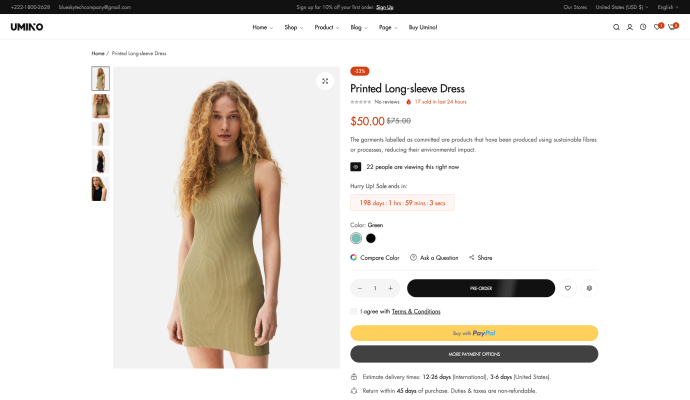 +222-1800-2628
blueskytechcompany@gmail.com
Sign up for 10% off your first order. Sign Up
Our Stores
United States (USD $)
English
UMINO
Home
Shop
Product
Blog
Page
Buy Umino!
Home / Printed Long-sleeve Dress
-33%
Printed Long-sleeve Dress
No reviews
17 sold in last 24 hours
$50.00 $75.00
The garments labelled as committed are products that have been produced using sustainable fibres
or processes, reducing their environmental impact.
22 people are viewing this right now
Hurry Up! Sale ends in:
198 days : 1 hrs : 59 mins : 3 secs
Color: Green
Compare Color
Ask a Question
Share
− 1 +
PRE-ORDER
I agree with Terms & Conditions
Buy with PayPal
MORE PAYMENT OPTIONS
Estimate delivery times: 12-26 days (International), 3-6 days (United States).
Return within 45 days of purchase. Duties & taxes are non-refundable.